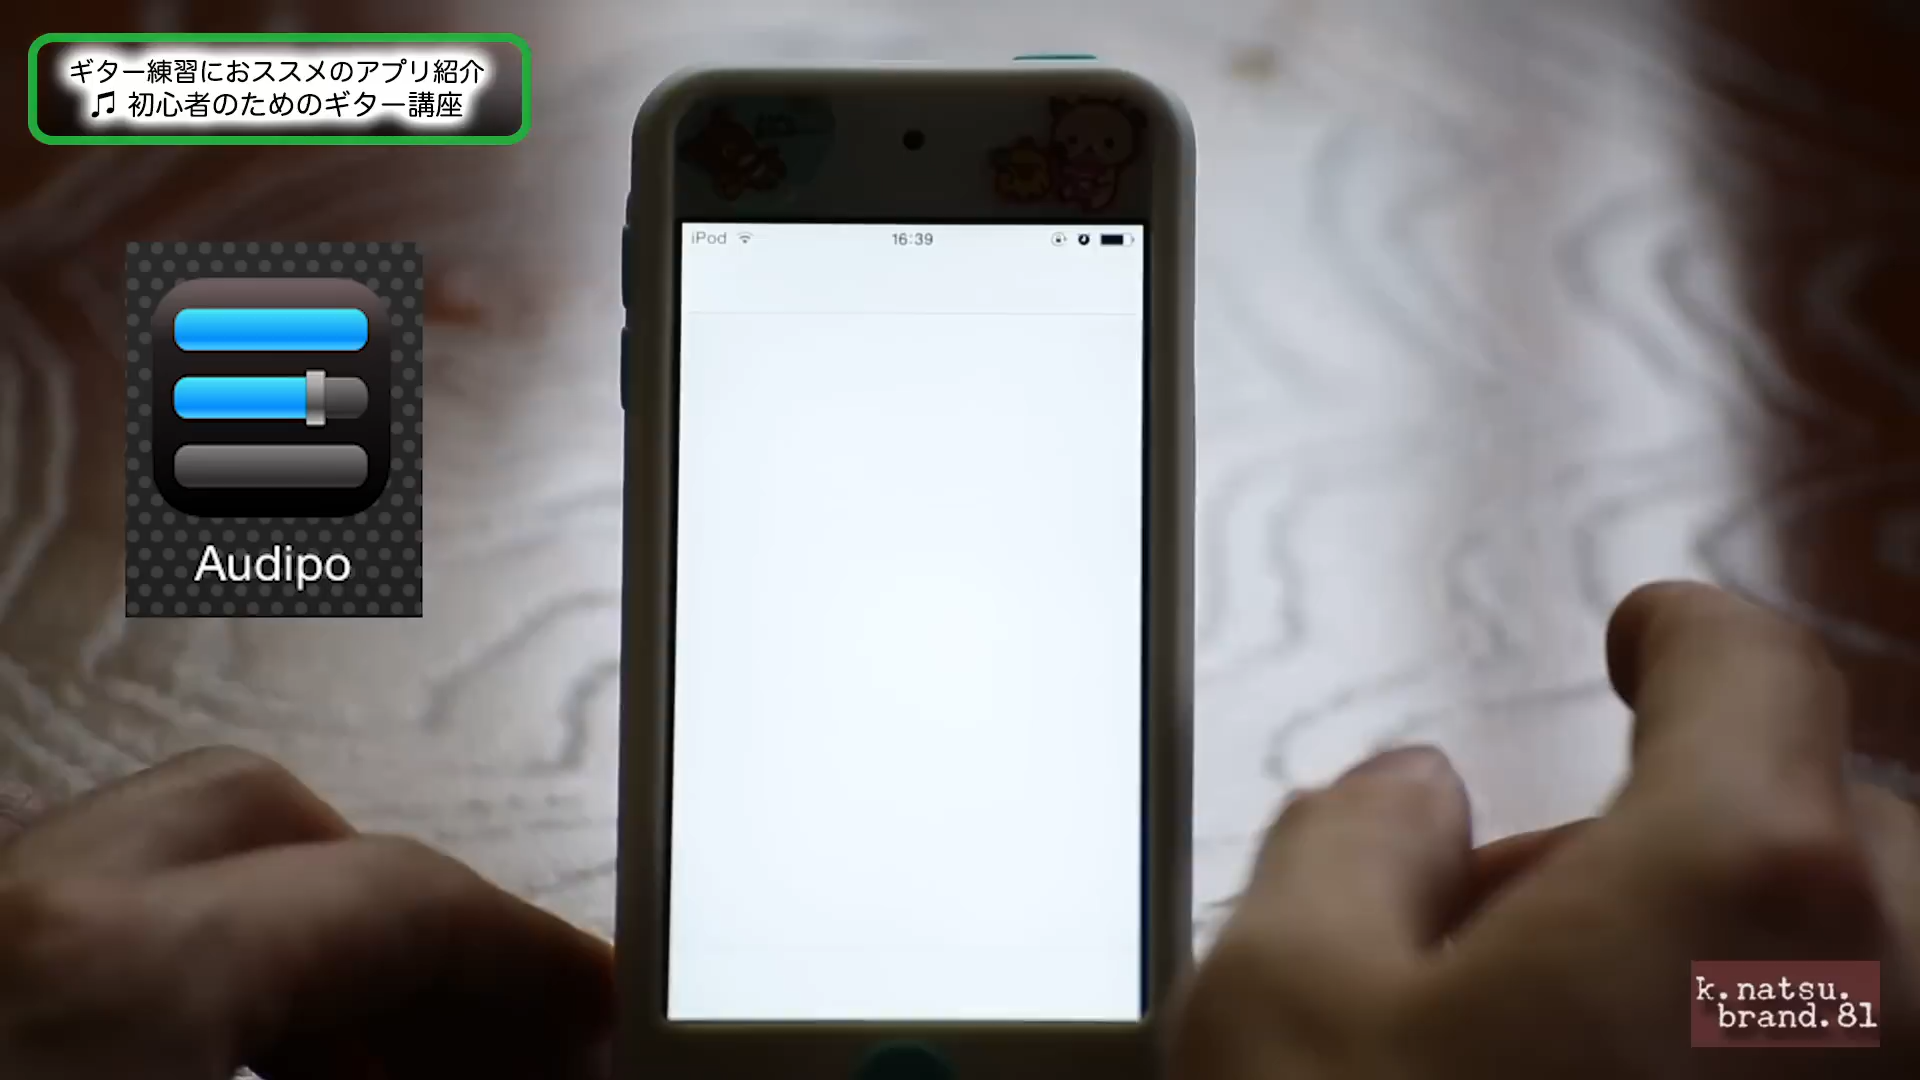 ギター練習におススメのアプリ紹介
♫ 初心者のためのギター講座
iPod
16:39
Audipo
k.natsu.
brand.81